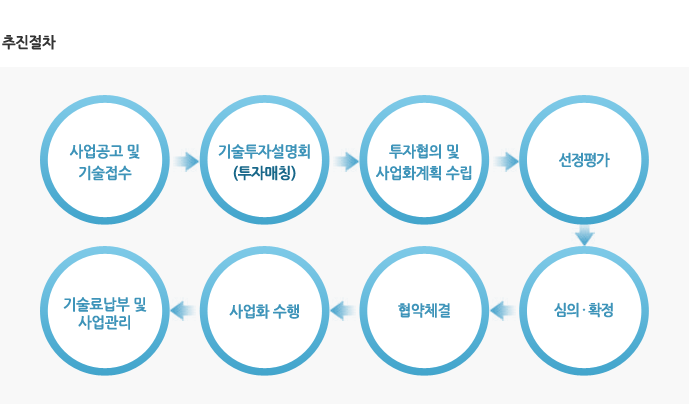 추진절차
사업공고 및
기술접수
기술투자설명회
(투자매칭)
투자협의 및
사업화계획 수립
선정평가
심의·확정
협약체결
사업화 수행
기술료납부 및
사업관리